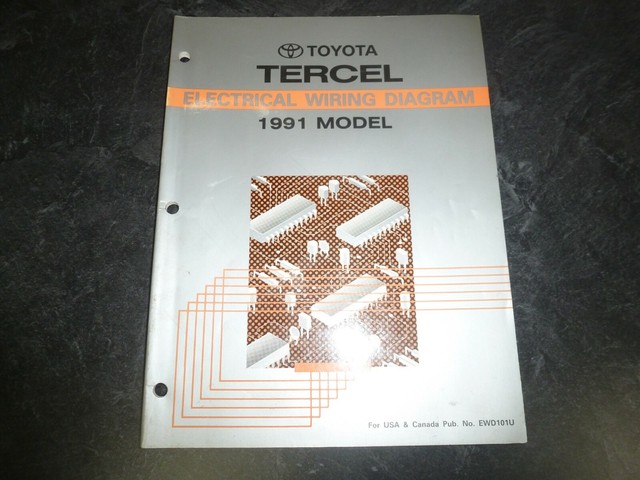 TOYOTA
TERCEL
ELECTRICAL WIRING DIAGRAM
1991 MODEL
For USA & Canada Pub. No. EWD101U